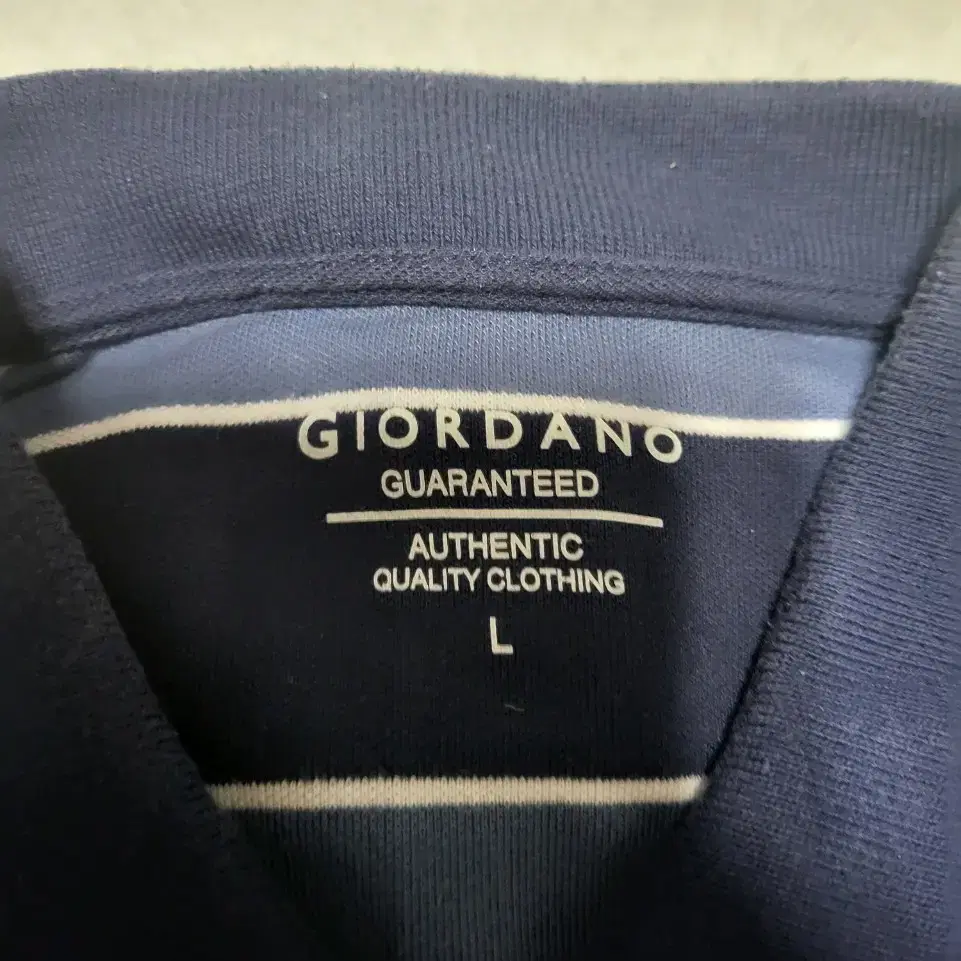 GIORDANO
GUARANTEED
AUTHENTIC
QUALITY CLOTHING
L